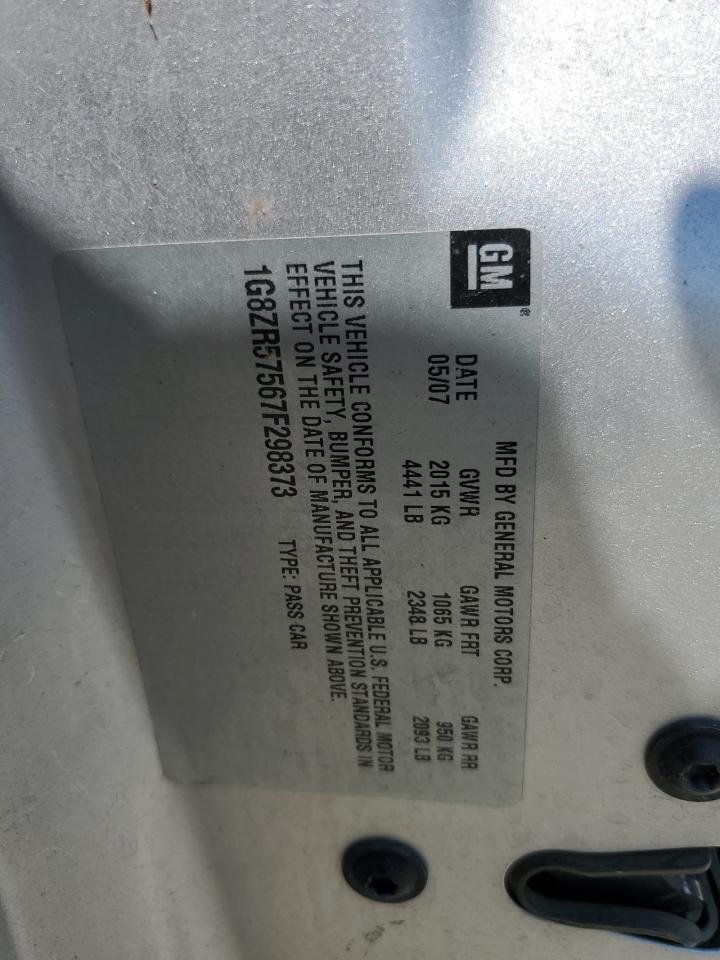 GM
MFD BY GENERAL MOTORS CORP.
DATE GVWR GAWR FRT GAWR RR
05/07 2015 KG 1065 KG 950 KG
4441 LB 2348 LB 2093 LB
THIS VEHICLE CONFORMS TO ALL APPLICABLE U.S. FEDERAL MOTOR
VEHICLE SAFETY, BUMPER, AND THEFT PREVENTION STANDARDS IN
EFFECT ON THE DATE OF MANUFACTURE SHOWN ABOVE.
1G8ZR57567F298373 TYPE: PASS CAR